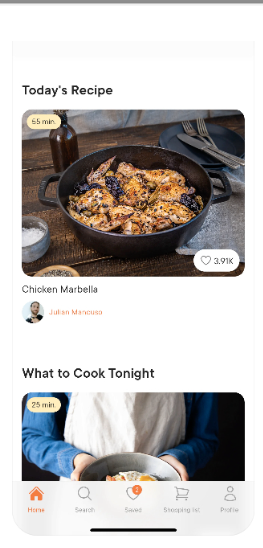 Today's Recipe
55 min.
3.91K
Chicken Marbella
Julian Mancuso
What to Cook Tonight
25 min.
Home
Search
Saved
Shopping list
Profile